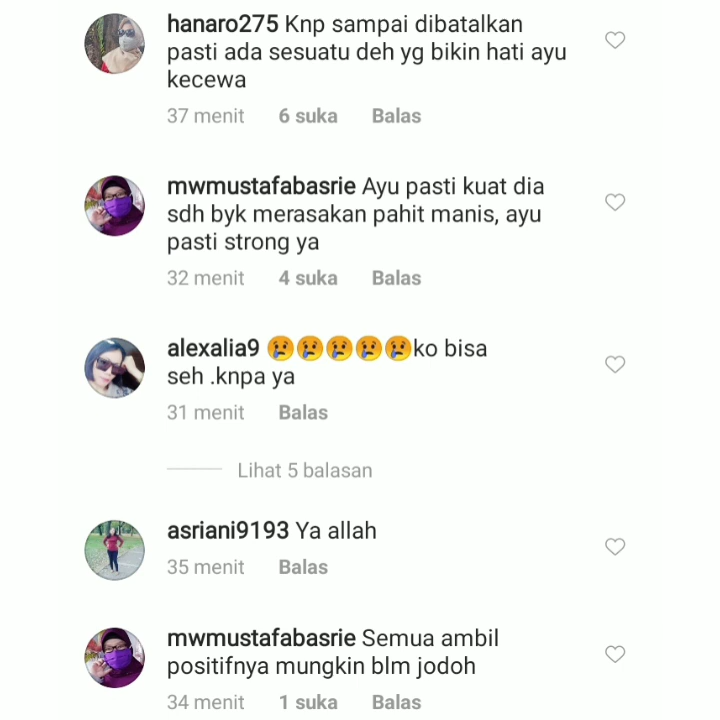 hanaro275 Knp sampai dibatalkan
pasti ada sesuatu deh yg bikin hati ayu
kecewa
37 menit 6 suka Balas
mwmustafabasrie Ayu pasti kuat dia
sdh byk merasakan pahit manis, ayu
pasti strong ya
32 menit 4 suka Balas
alexalia9 😢😢😢😢😢ko bisa
seh .knpa ya
31 menit Balas
Lihat 5 balasan
asriani9193 Ya allah
35 menit Balas
mwmustafabasrie Semua ambil
positifnya mungkin blm jodoh
34 menit 1 suka Balas